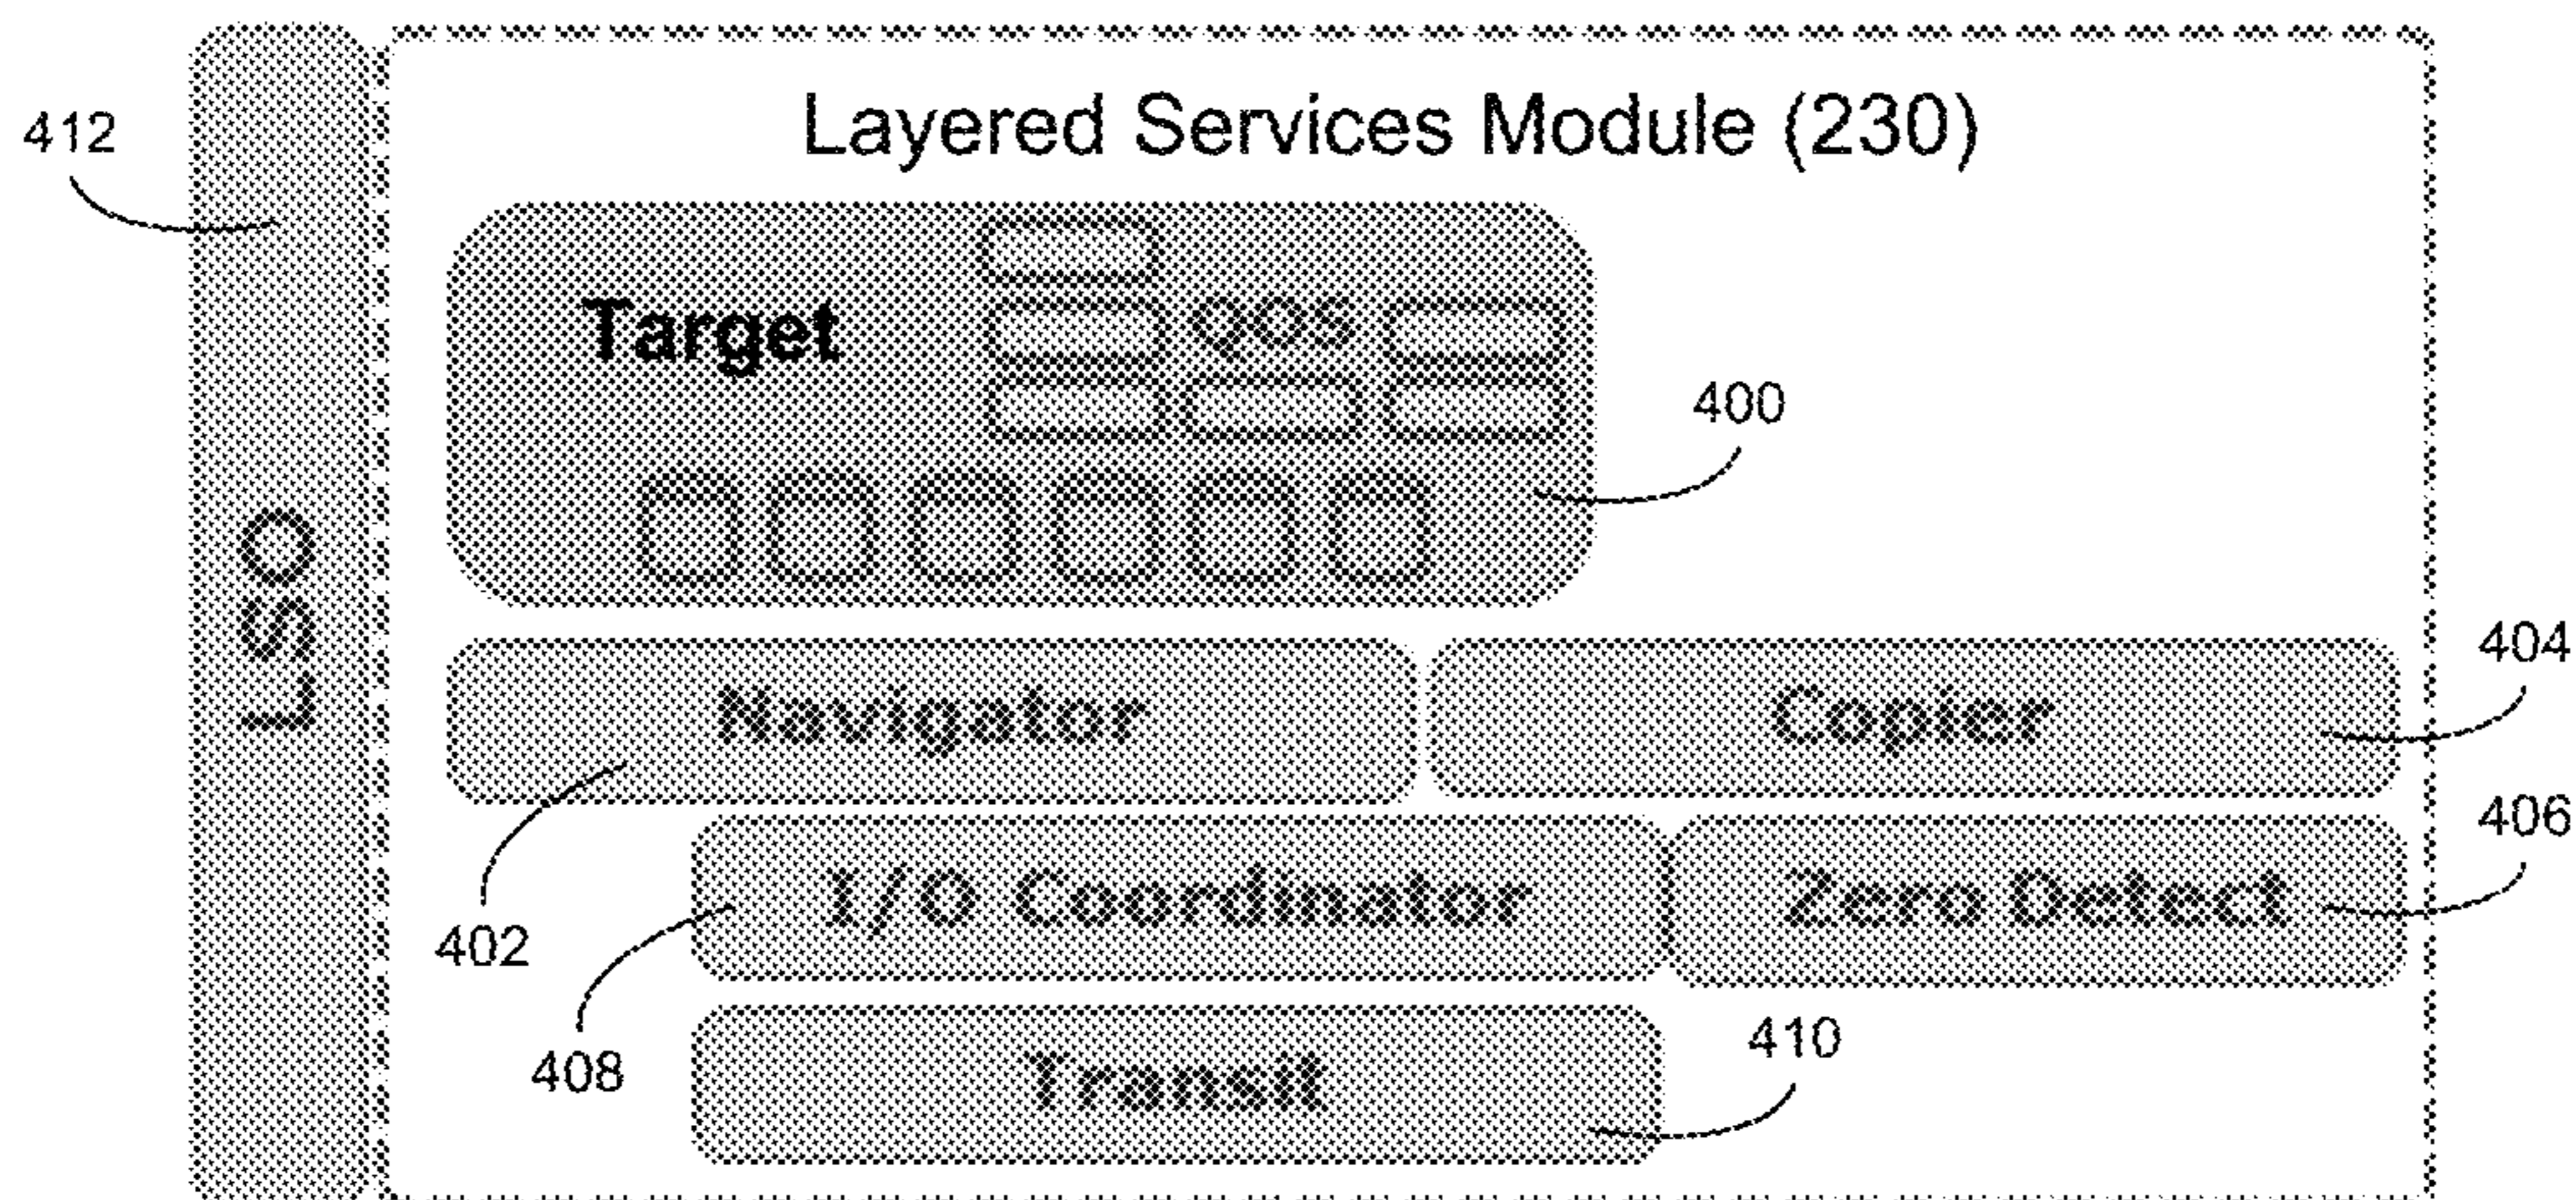 Layered Services Module (230)
412
Target
QOS
400
LSO
404
Navigator
Copier
406
I/O Coordinator
Zero Detect
402
408
Transit
410